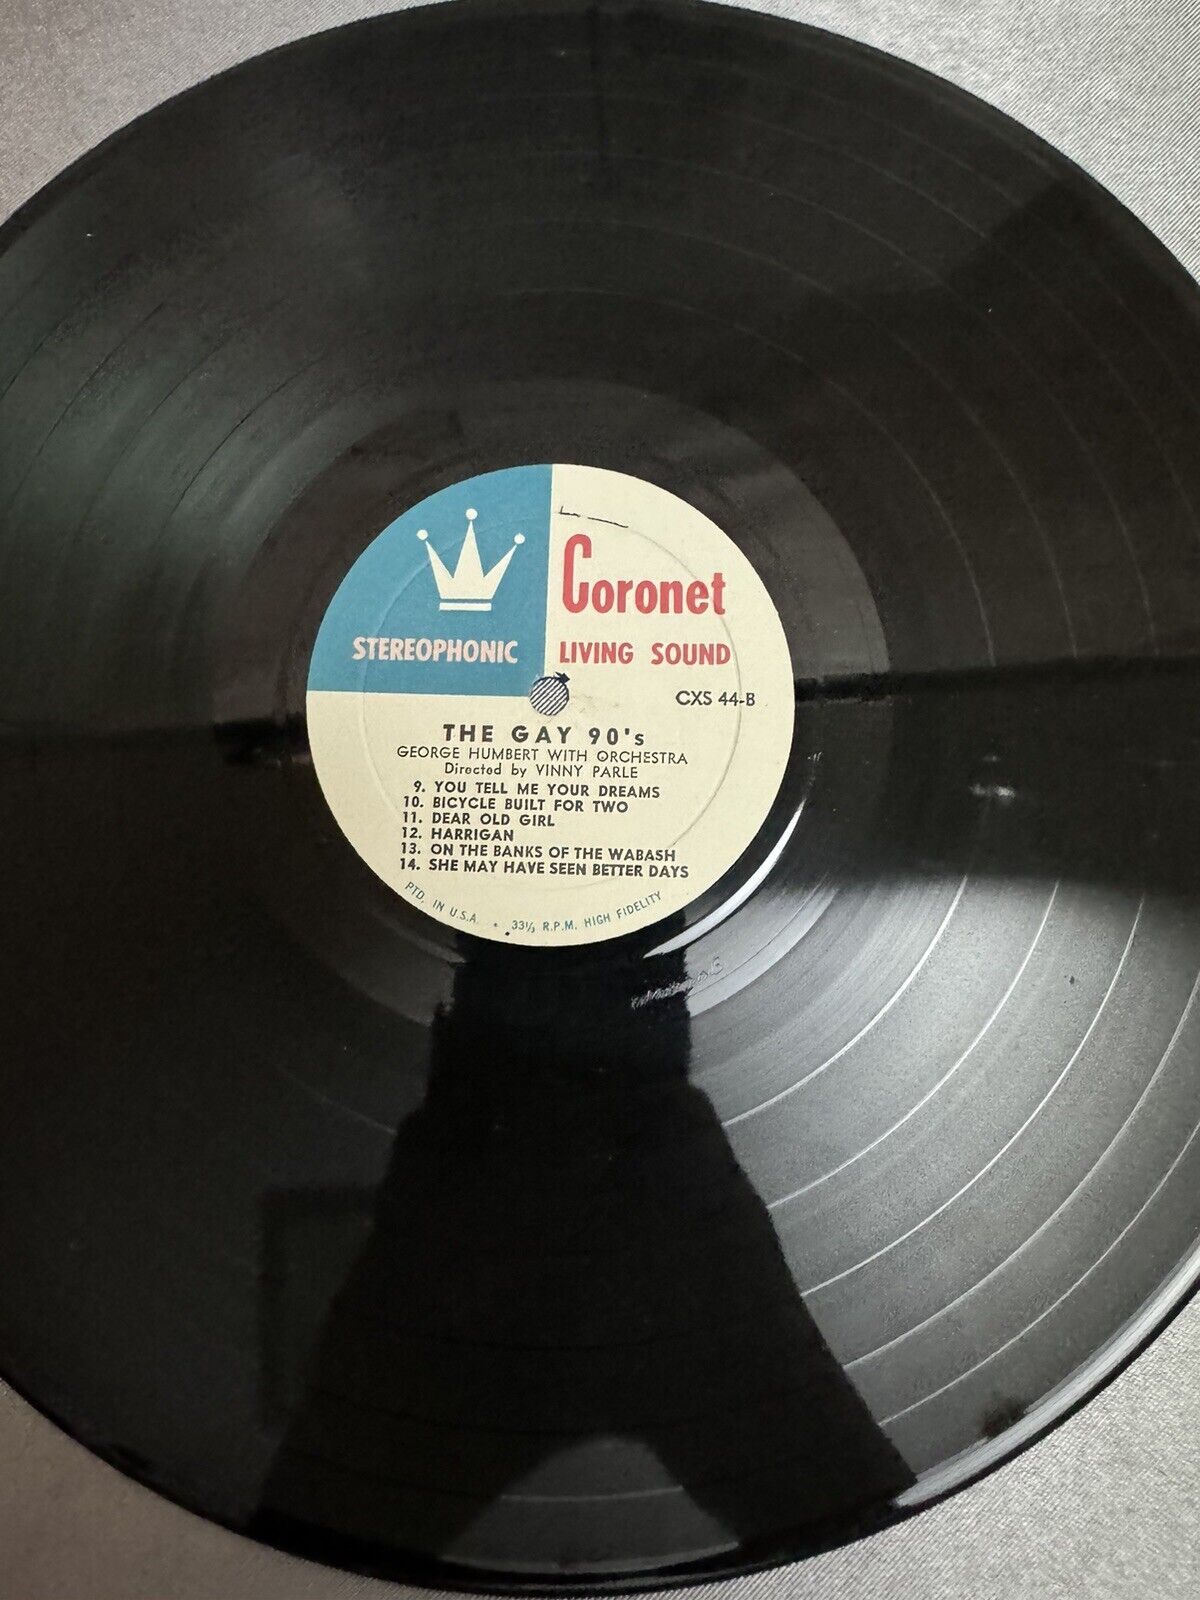 Coronet
STEREOPHONIC
LIVING SOUND
CXS 44-B
THE GAY 90's
GEORGE HUMBERT WITH ORCHESTRA
Directed by VINNY PARLE
9. YOU TELL ME YOUR DREAMS
10. BICYCLE BUILT FOR TWO
11. DEAR OLD GIRL
12. HARRIGAN
13. ON THE BANKS OF THE WABASH
14. SHE MAY HAVE SEEN BETTER DAYS
PTD. IN U.S.A. • 33⅓ R.P.M. HIGH FIDELITY